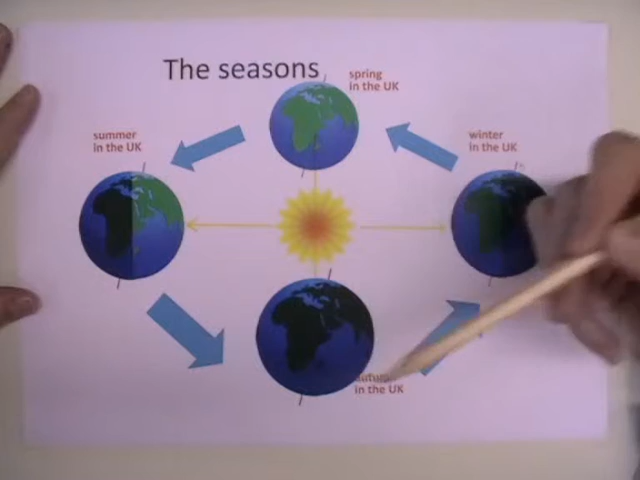 The seasons
spring
in the UK
summer
in the UK
winter
in the UK
in the UK